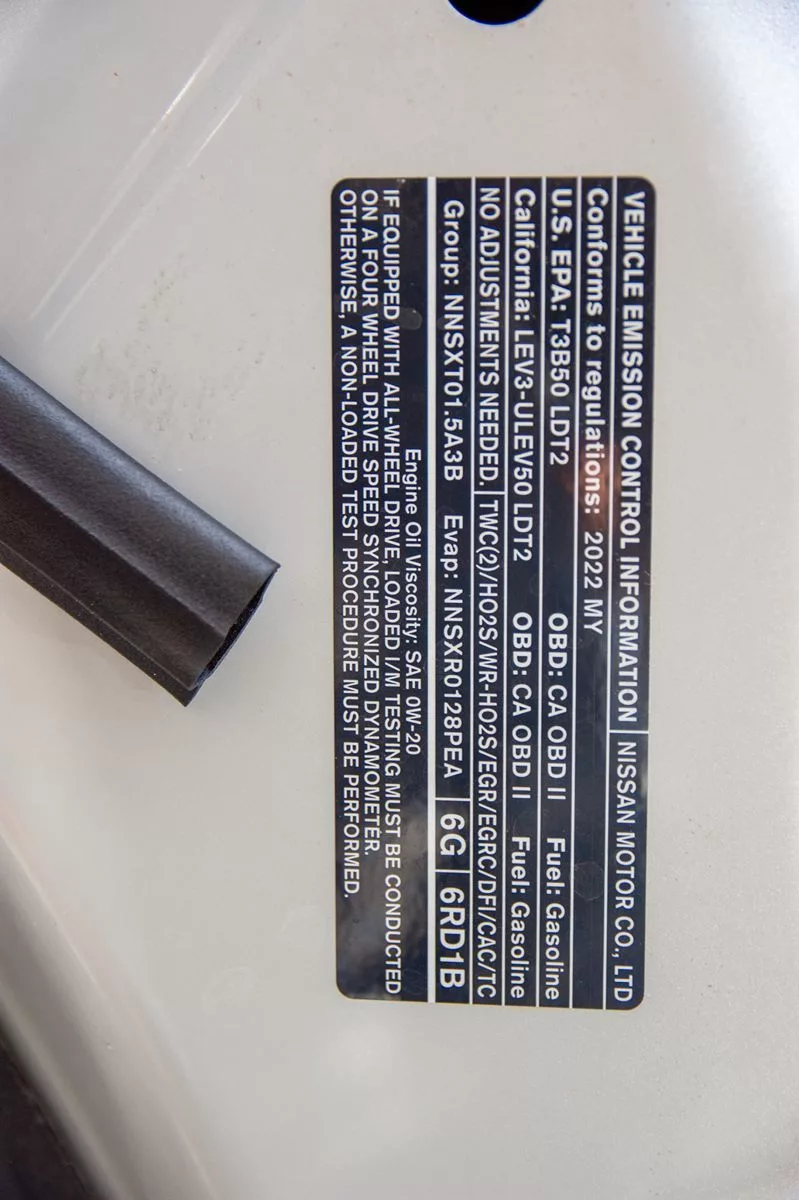 VEHICLE EMISSION CONTROL INFORMATION NISSAN MOTOR CO., LTD
Conforms to regulations: 2022 MY
U.S. EPA: T3B50 LDT2 OBD: CA OBD II Fuel: Gasoline
California: LEV3-ULEV50 LDT2 OBD: CA OBD II Fuel: Gasoline
NO ADJUSTMENTS NEEDED. TWC(2)/HO2S/WR-HO2S/EGR/EGRC/DFI/CAC/TC
Group: NNSXT01.5A3B Evap: NNSXR0128PEA 6G 6RD1B
Engine Oil Viscosity: SAE 0W-20
IF EQUIPPED WITH ALL-WHEEL DRIVE, LOADED I/M TESTING MUST BE CONDUCTED
ON A FOUR WHEEL DRIVE SPEED SYNCHRONIZED DYNAMOMETER.
OTHERWISE, A NON-LOADED TEST PROCEDURE MUST BE PERFORMED.